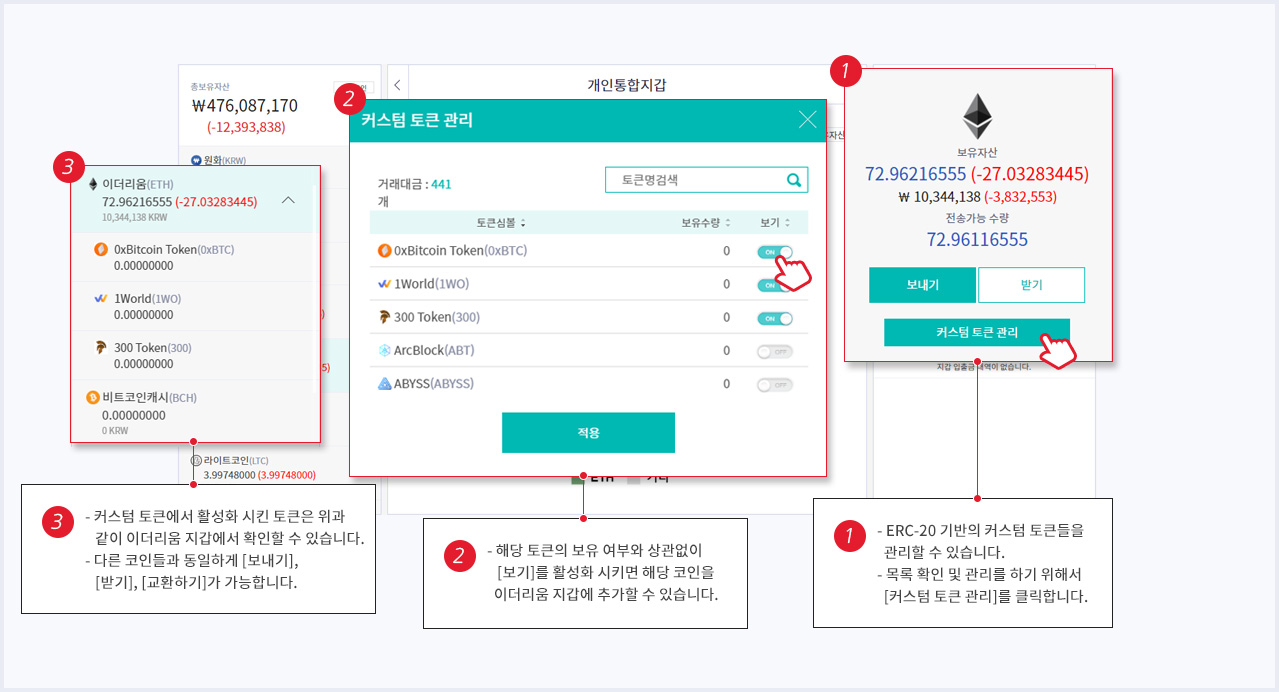 총보유자산
₩476,087,170
(-12,393,838)
원화(KRW)
개인통합지갑
1
보유자산
72.96216555 (-27.03283445)
₩ 10,344,138 (-3,832,553)
전송가능 수량
72.96116555
보내기
받기
커스텀 토큰 관리
2
커스텀 토큰 관리
거래대금 : 441
개
토큰명검색
토큰심볼
보유수량
보기
0xBitcoin Token(0xBTC)
0
ON
1World(1WO)
0
ON
300 Token(300)
0
ON
ArcBlock(ABT)
0
OFF
ABYSS(ABYSS)
0
OFF
적용
ETH
3
이더리움(ETH)
72.96216555 (-27.03283445)
10,344,138 KRW
0xBitcoin Token(0xBTC)
0.00000000
1World(1WO)
0.00000000
300 Token(300)
0.00000000
비트코인캐시(BCH)
0.00000000
0 KRW
라이트코인(LTC)
3.99748000 (3.99748000)
3
- 커스텀 토큰에서 활성화 시킨 토큰은 위과
같이 이더리움 지갑에서 확인할 수 있습니다.
- 다른 코인들과 동일하게 [보내기],
[받기], [교환하기]가 가능합니다.
2
- 해당 토큰의 보유 여부와 상관없이
[보기]를 활성화 시키면 해당 코인을
이더리움 지갑에 추가할 수 있습니다.
1
- ERC-20 기반의 커스텀 토큰들을
관리할 수 있습니다.
- 목록 확인 및 관리를 하기 위해서
[커스텀 토큰 관리]를 클릭합니다.